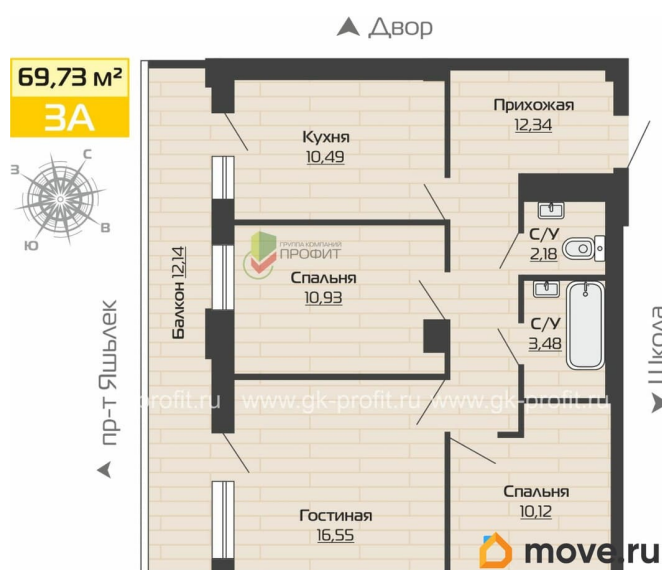 Двор
69,73 м²
3А
С
З
В
Ю
Кухня
10,49
Прихожая
12,34
С/У
2,18
ГРУППА КОМПАНИЙ
ПРОФИТ
Спальня
10,93
Балкон 12,14
С/У
3,48
пр-т Яшьлек
Школа
profit.ru www.gk-profit.ru www.gk-profit.ru
Гостиная
16,55
Спальня
10,12
move.ru